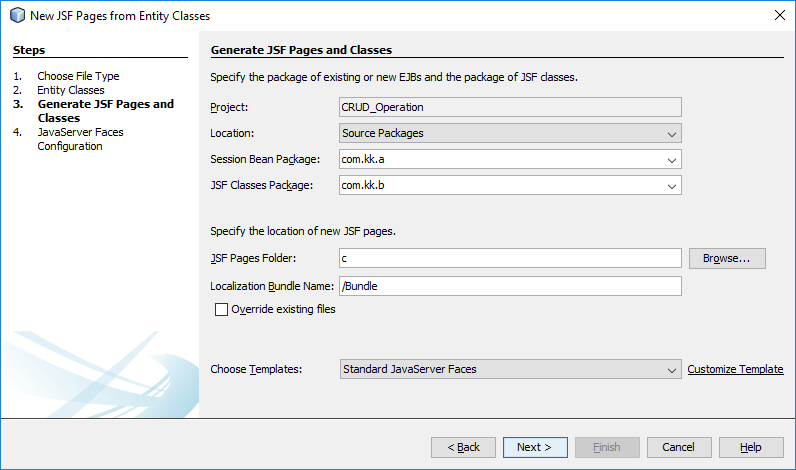 New JSF Pages from Entity Classes
Steps
1. Choose File Type
2. Entity Classes
3. Generate JSF Pages and
Classes
4. JavaServer Faces
Configuration
Generate JSF Pages and Classes
Specify the package of existing or new EJBs and the package of JSF classes.
Project: CRUD_Operation
Location: Source Packages
Session Bean Package: com.kk.a
JSF Classes Package: com.kk.b
Specify the location of new JSF pages.
JSF Pages Folder: c Browse...
Localization Bundle Name: /Bundle
Override existing files
Choose Templates: Standard JavaServer Faces Customize Template
< Back Next > Finish Cancel Help